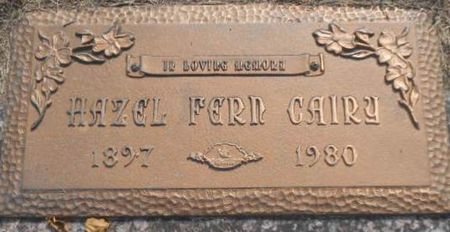 IN LOVING MEMORY
HAZEL FERN CAIRY
1897 1980